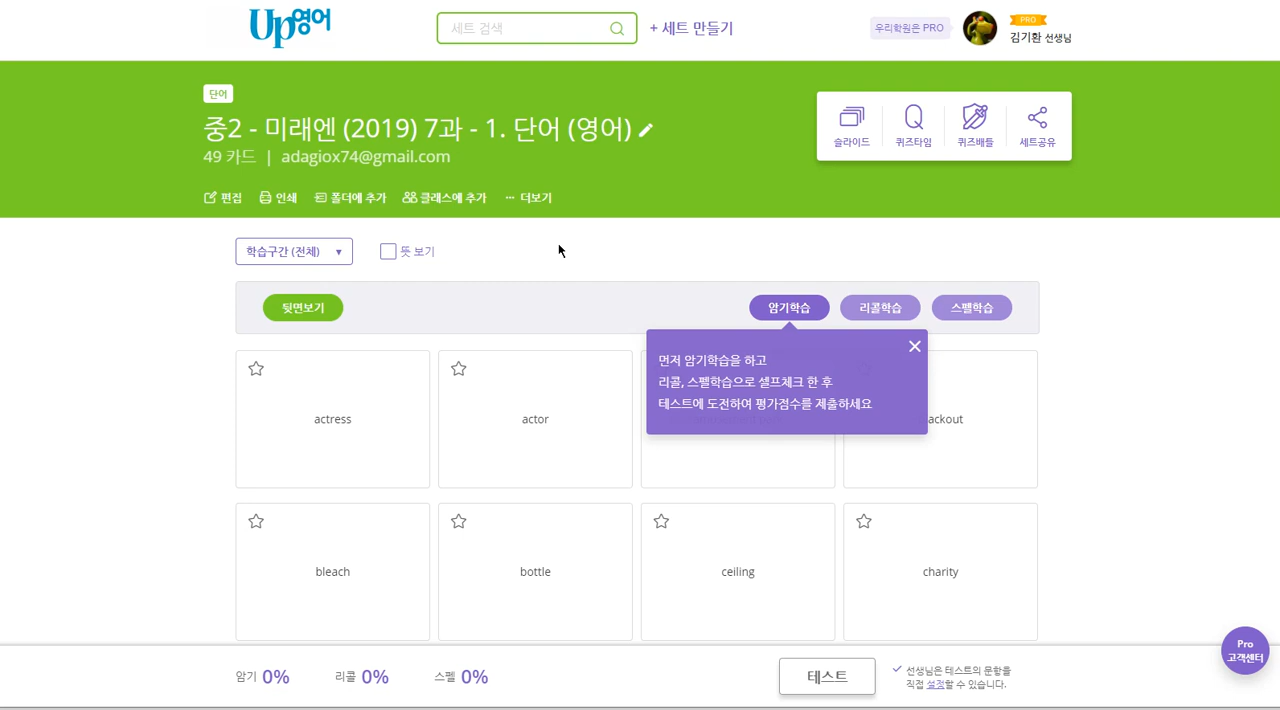 Up영어
세트 검색
+ 세트 만들기
우리학원은 PRO
PRO
김기환 선생님
단어
중2 - 미래엔 (2019) 7과 - 1. 단어 (영어)
49 카드 | adagiox74@gmail.com
슬라이드
퀴즈타임
퀴즈배틀
세트공유
편집
인쇄
폴더에 추가
클래스에 추가
··· 더보기
학습구간 (전체) ▼
뜻 보기
뒷면보기
암기학습
리콜학습
스펠학습
먼저 암기학습을 하고
리콜, 스펠학습으로 셀프체크 한 후
테스트에 도전하여 평가점수를 제출하세요
actress
actor
ackout
bleach
bottle
ceiling
charity
암기 0%
리콜 0%
스펠 0%
테스트
선생님은 테스트의 문항을
직접 설정할 수 있습니다.
Pro
고객센터